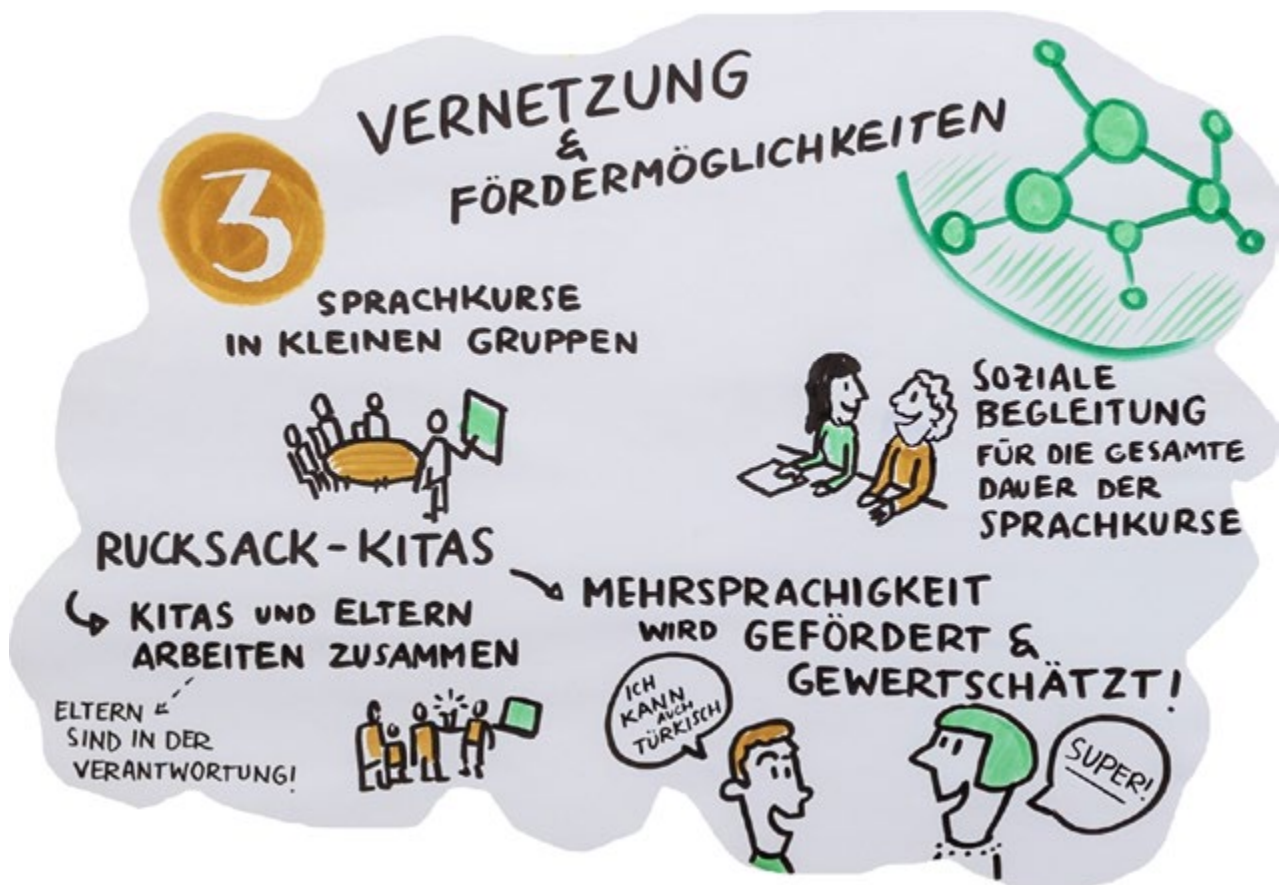 VERNETZUNG
&
FÖRDERMÖGLICHKEITEN
3
SPRACHKURSE
IN KLEINEN GRUPPEN
SOZIALE
BEGLEITUNG
FÜR DIE GESAMTE
DAUER DER
SPRACHKURSE
RUCKSACK-KITAS
KITAS UND ELTERN
ARBEITEN ZUSAMMEN
ELTERN
SIND IN DER
VERANTWORTUNG!
MEHRSPRACHIGKEIT
WIRD GEFÖRDERT &
GEWERTSCHÄTZT!
ICH
KANN
AUCH
TÜRKISCH
SUPER!